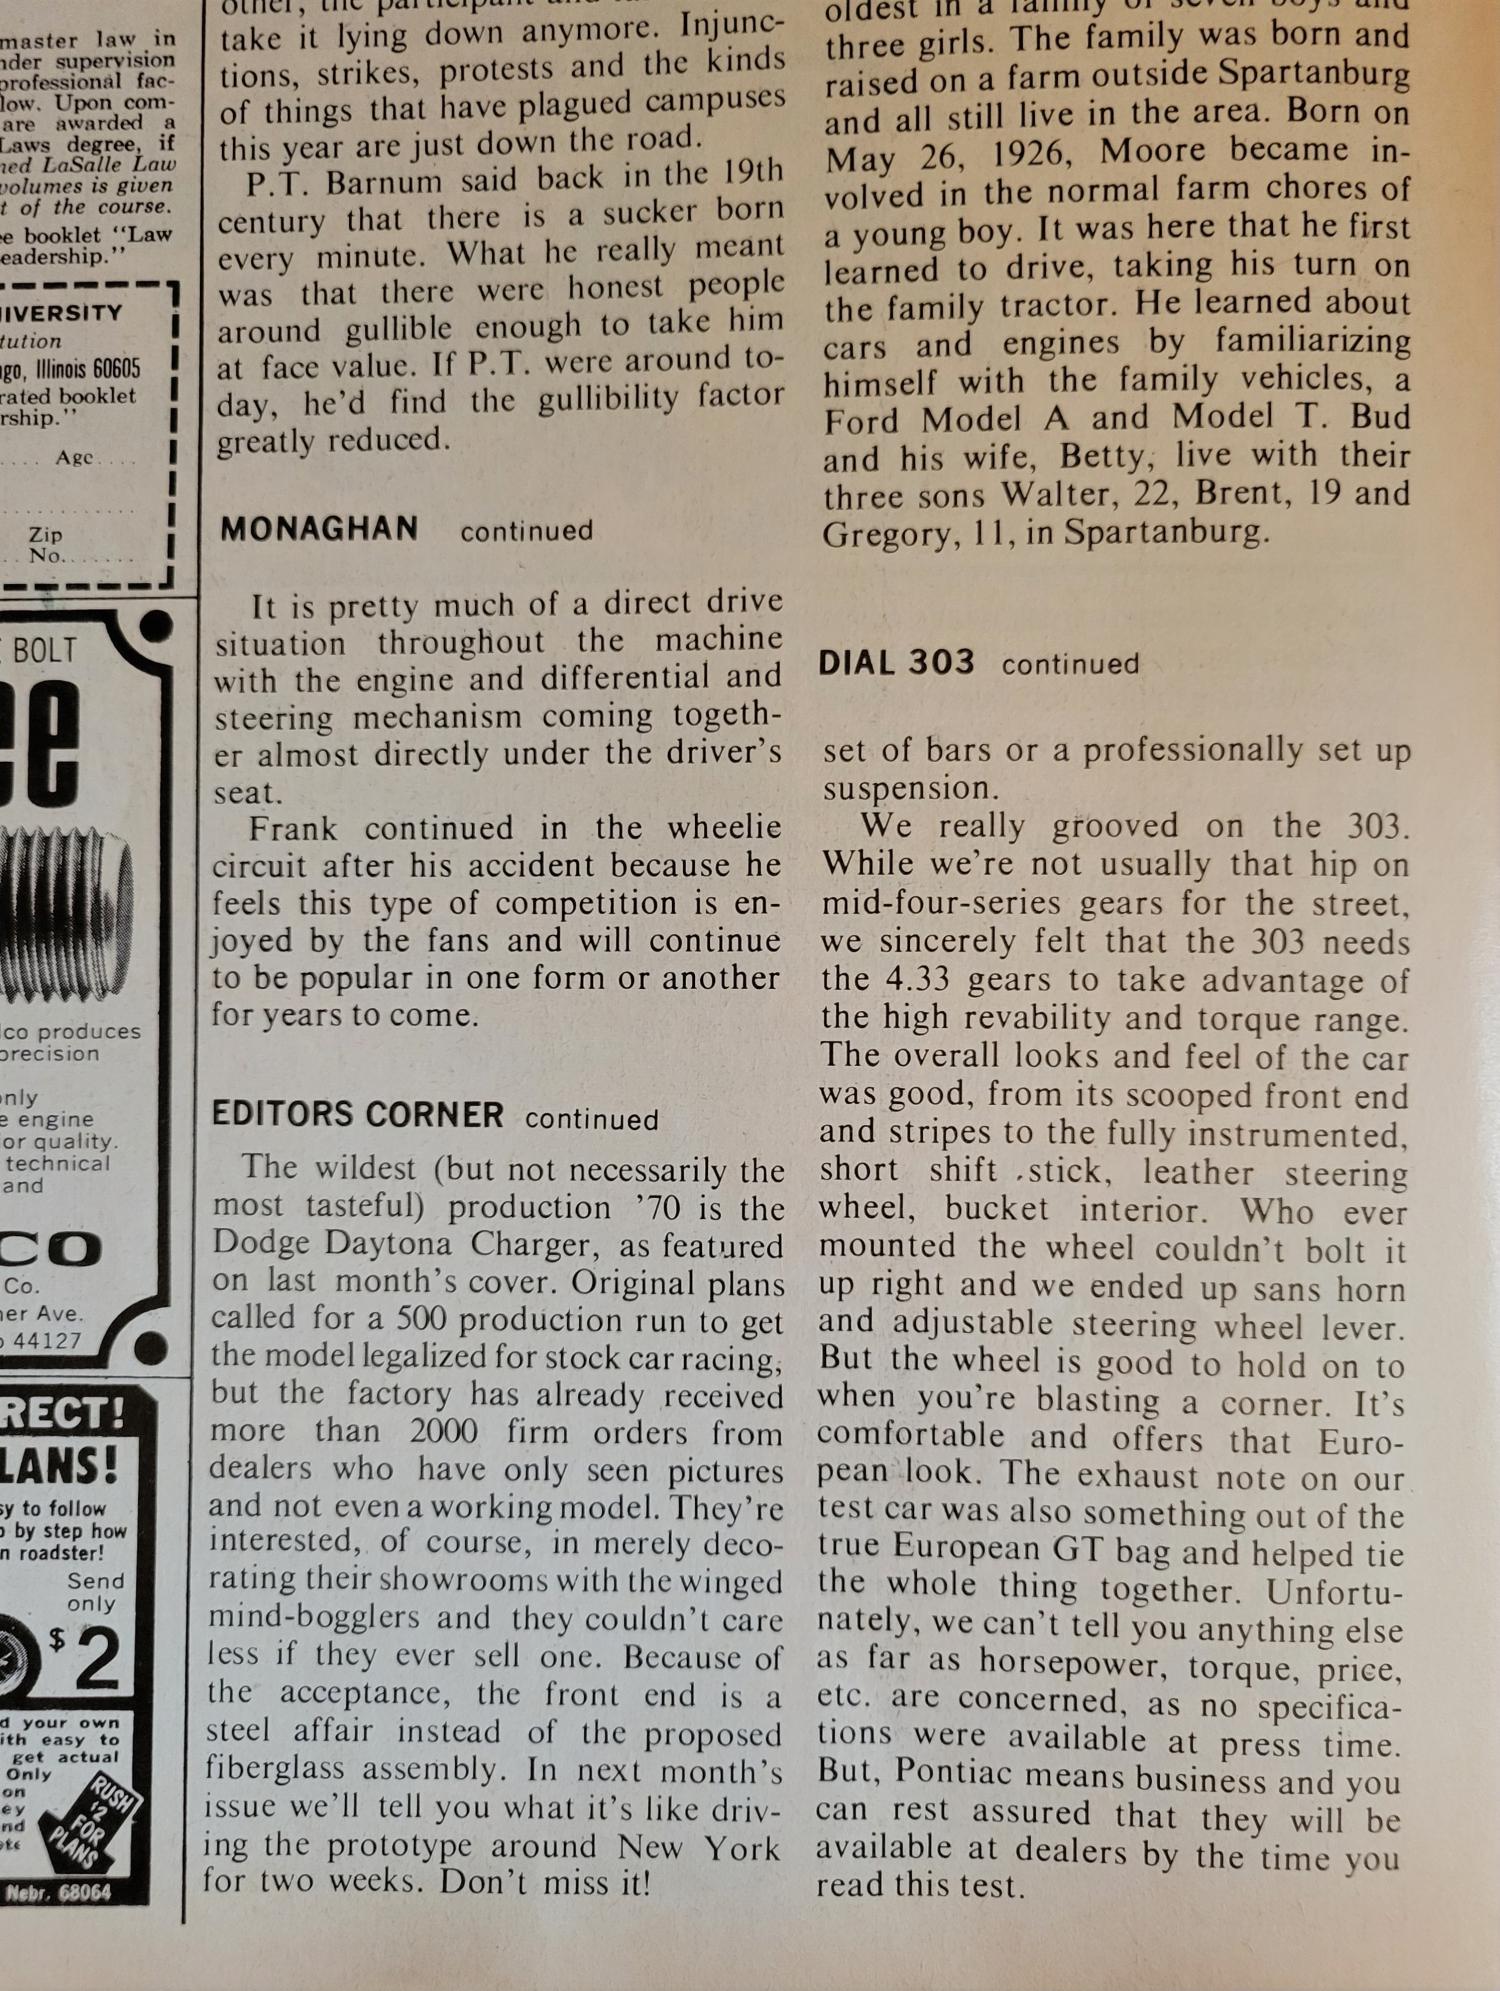 master law in
supervision
professional fac-
low. Upon com-
are awarded a
Laws degree, if
LaSalle Law
volumes is given
t of the course.
booklet "Law
eadership."
IVERSITY
tution
ago, Illinois 60605
rated booklet
rship."
.... Age....
Zip
.. No.......
BOLT
ce
co produces
precision
only
e engine
or quality.
technical
and
CO
Co.
er Ave.
44127
RECT!
LANS!
sy to follow
by step how
n roadster!
Send
only
$2
d your own
ith easy to
get actual
Only
on
ey
nd
RUSH
$2
FOR
PLANS
Nebr. 68064
other, the participant and
take it lying down anymore. Injunc-
tions, strikes, protests and the kinds
of things that have plagued campuses
this year are just down the road.
P.T. Barnum said back in the 19th
century that there is a sucker born
every minute. What he really meant
was that there were honest people
around gullible enough to take him
at face value. If P.T. were around to-
day, he'd find the gullibility factor
greatly reduced.
MONAGHAN continued
It is pretty much of a direct drive
situation throughout the machine
with the engine and differential and
steering mechanism coming togeth-
er almost directly under the driver's
seat.
Frank continued in the wheelie
circuit after his accident because he
feels this type of competition is en-
joyed by the fans and will continue
to be popular in one form or another
for years to come.
EDITORS CORNER continued
The wildest (but not necessarily the
most tasteful) production '70 is the
Dodge Daytona Charger, as featured
on last month's cover. Original plans
called for a 500 production run to get
the model legalized for stock car racing,
but the factory has already received
more than 2000 firm orders from
dealers who have only seen pictures
and not even a working model. They're
interested, of course, in merely deco-
rating their showrooms with the winged
mind-bogglers and they couldn't care
less if they ever sell one. Because of
the acceptance, the front end is a
steel affair instead of the proposed
fiberglass assembly. In next month's
issue we'll tell you what it's like driv-
ing the prototype around New York
for two weeks. Don't miss it!
oldest in a family of seven boys and
three girls. The family was born and
raised on a farm outside Spartanburg
and all still live in the area. Born on
May 26, 1926, Moore became in-
volved in the normal farm chores of
a young boy. It was here that he first
learned to drive, taking his turn on
the family tractor. He learned about
cars and engines by familiarizing
himself with the family vehicles, a
Ford Model A and Model T. Bud
and his wife, Betty, live with their
three sons Walter, 22, Brent, 19 and
Gregory, 11, in Spartanburg.
DIAL 303 continued
set of bars or a professionally set up
suspension.
We really grooved on the 303.
While we're not usually that hip on
mid-four-series gears for the street,
we sincerely felt that the 303 needs
the 4.33 gears to take advantage of
the high revability and torque range.
The overall looks and feel of the car
was good, from its scooped front end
and stripes to the fully instrumented,
short shift stick, leather steering
wheel, bucket interior. Who ever
mounted the wheel couldn't bolt it
up right and we ended up sans horn
and adjustable steering wheel lever.
But the wheel is good to hold on to
when you're blasting a corner. It's
comfortable and offers that Euro-
pean look. The exhaust note on our
test car was also something out of the
true European GT bag and helped tie
the whole thing together. Unfortu-
nately, we can't tell you anything else
as far as horsepower, torque, price,
etc. are concerned, as no specifica-
tions were available at press time.
But, Pontiac means business and you
can rest assured that they will be
available at dealers by the time you
read this test.